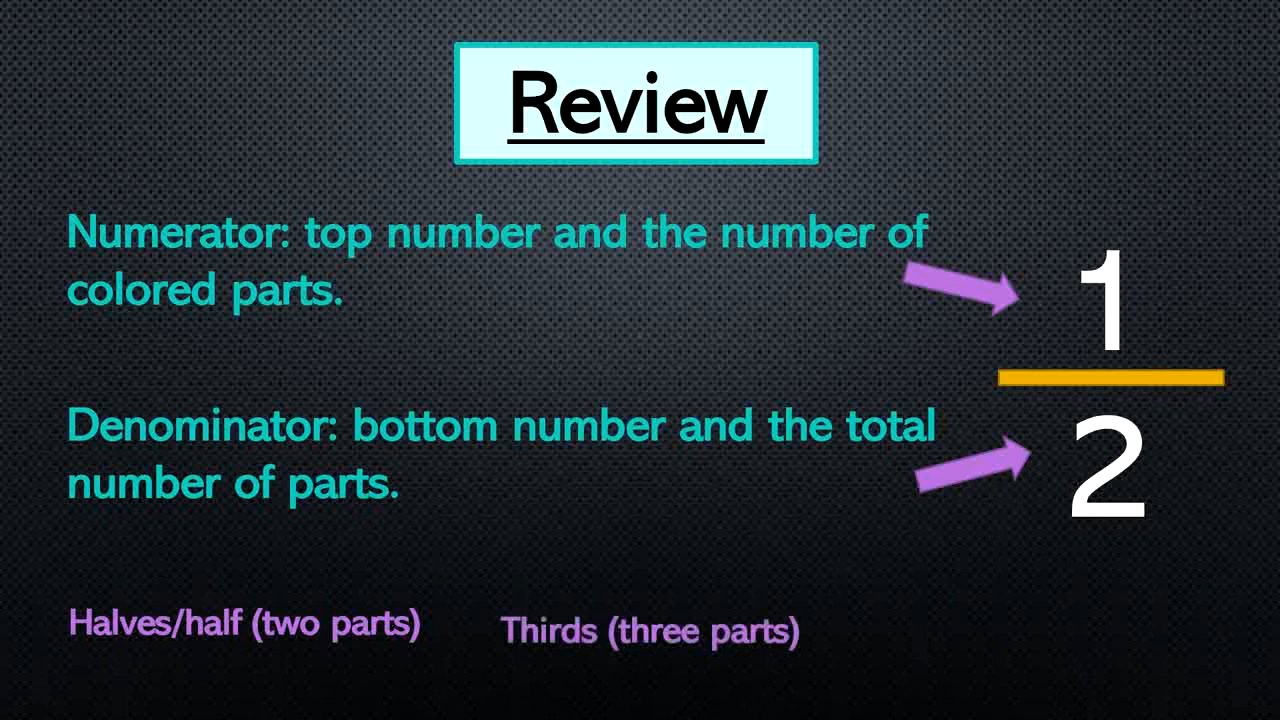 Review
Numerator: top number and the number of
colored parts.
1
2
Denominator: bottom number and the total
number of parts.
Halves/half (two parts)
Thirds (three parts)